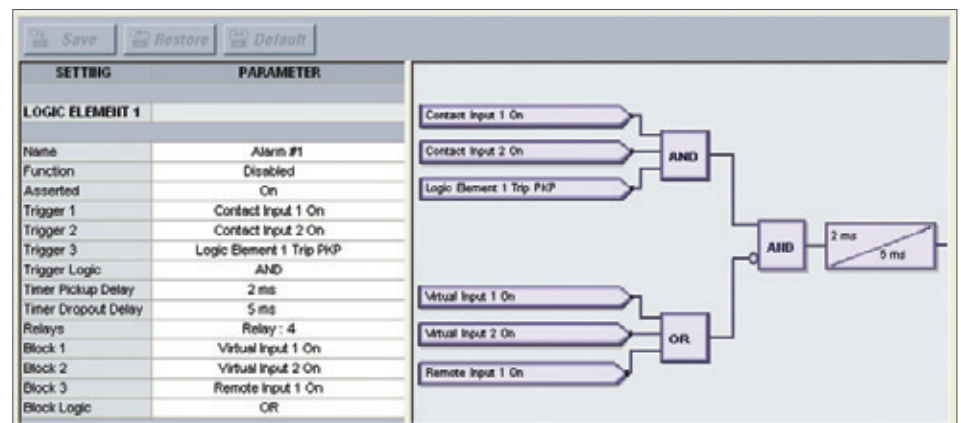 Save Restore Default
SETTING PARAMETER
LOGIC ELEMENT 1
Name Alarm #1
Function Disabled
Asserted On
Trigger 1 Contact Input 1 On
Trigger 2 Contact Input 2 On
Trigger 3 Logic Element 1 Trip PKP
Trigger Logic AND
Timer Pickup Delay 2 ms
Timer Dropout Delay 5 ms
Relays Relay : 4
Block 1 Virtual Input 1 On
Block 2 Virtual Input 2 On
Block 3 Remote Input 1 On
Block Logic OR
Contact Input 1 On
Contact Input 2 On
Logic Element 1 Trip PKP
AND
Virtual Input 1 On
Virtual Input 2 On
Remote Input 1 On
OR
AND
2 ms
5 ms